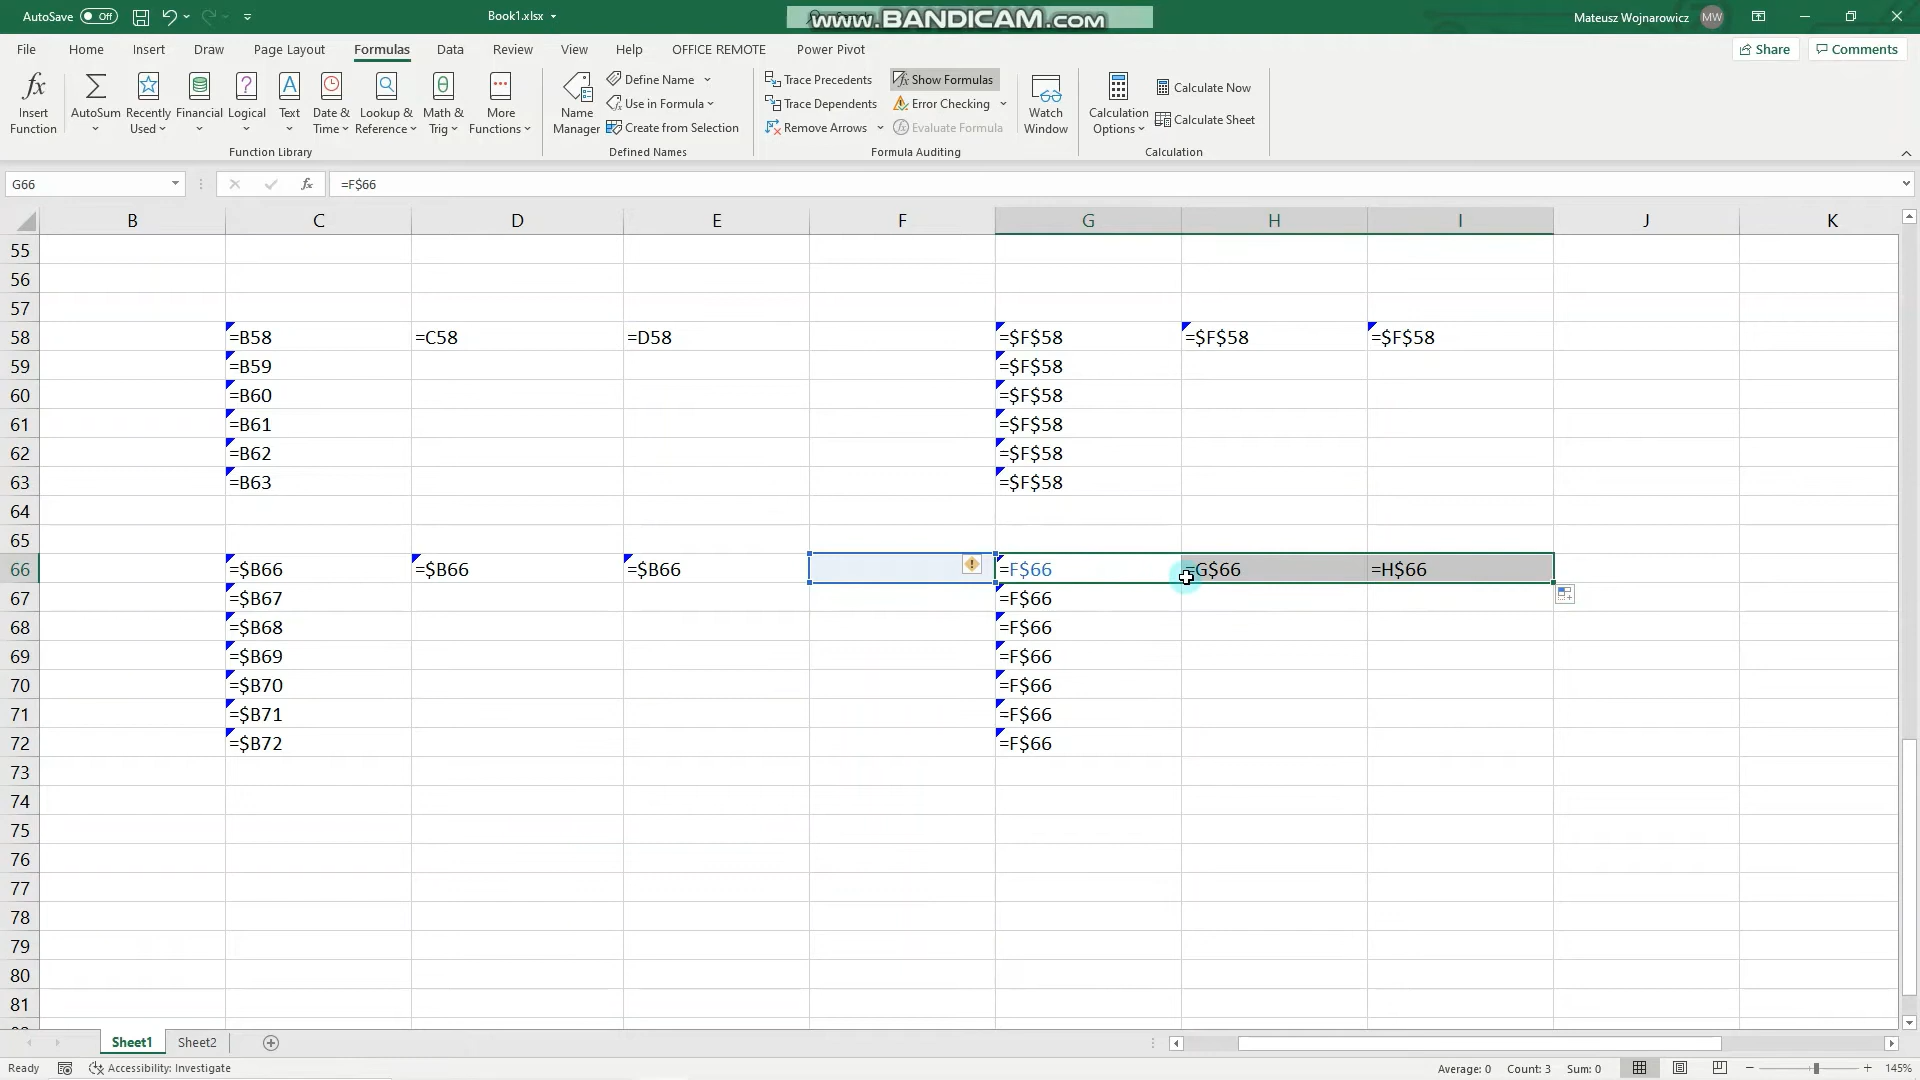 AutoSave Off Book1.xlsx www.BANDICAM.com Mateusz Wojnarowicz MW
File Home Insert Draw Page Layout Formulas Data Review View Help OFFICE REMOTE Power Pivot Share Comments
Insert Function
AutoSum
Recently Used
Financial
Logical
Text
Date & Time
Lookup & Reference
Math & Trig
More Functions
Function Library
Name Manager
Define Name
Use in Formula
Create from Selection
Defined Names
Trace Precedents
Trace Dependents
Remove Arrows
Show Formulas
Error Checking
Evaluate Formula
Formula Auditing
Watch Window
Calculation Options
Calculate Now
Calculate Sheet
Calculation
G66 fx =F$66
B C D E F G H I J K
55
56
57
58 =B58 =C58 =D58 =$F$58 =$F$58 =$F$58
59 =B59 =$F$58
60 =B60 =$F$58
61 =B61 =$F$58
62 =B62 =$F$58
63 =B63 =$F$58
64
65
66 =$B66 =$B66 =$B66 =F$66 =G$66 =H$66
67 =$B67 =F$66
68 =$B68 =F$66
69 =$B69 =F$66
70 =$B70 =F$66
71 =$B71 =F$66
72 =$B72 =F$66
73
74
75
76
77
78
79
80
81
Sheet1 Sheet2
Ready Accessibility: Investigate Average: 0 Count: 3 Sum: 0 145%